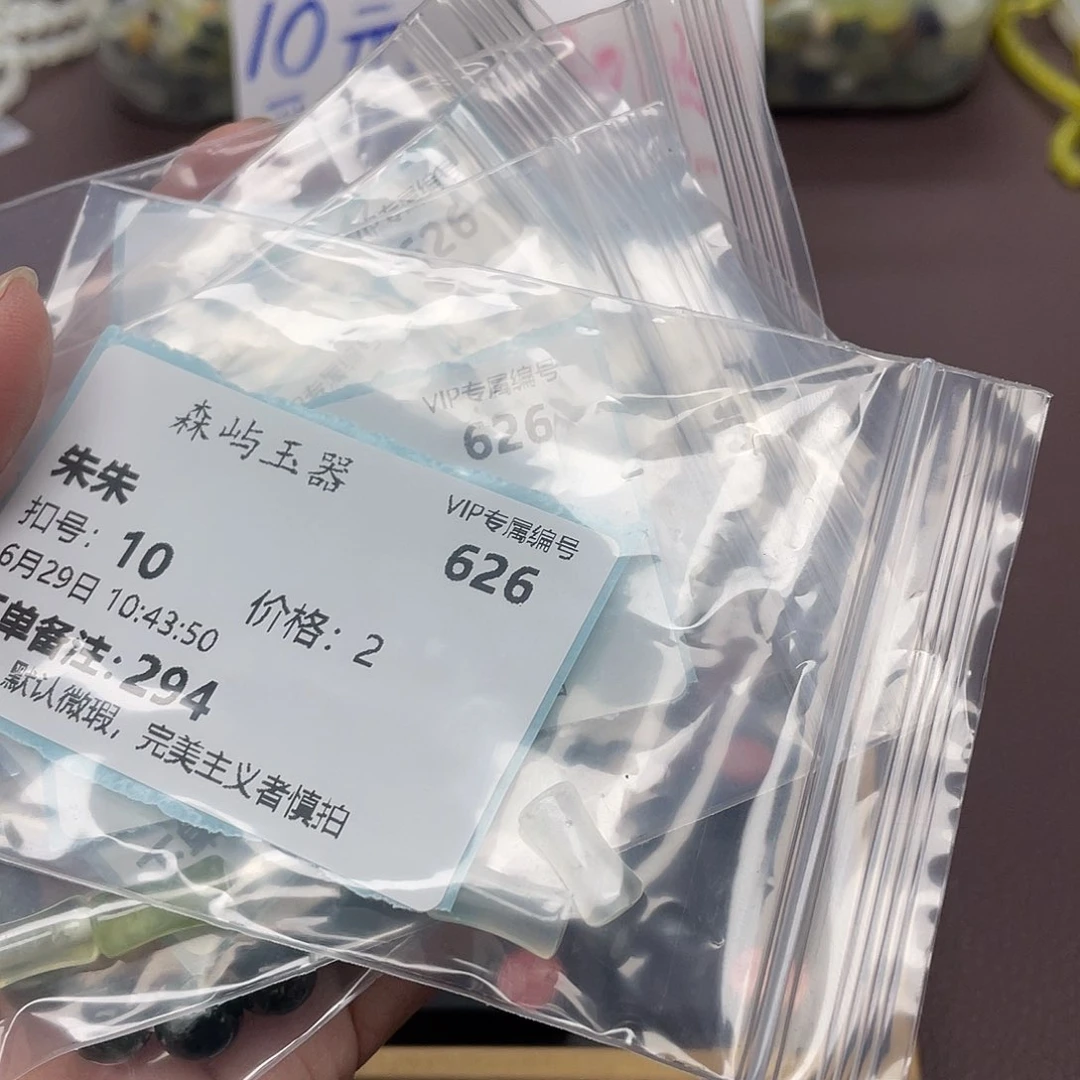 10元
626
VIP专属编号
626
森屿玉器
朱朱
VIP专属编号
626
扣号：10
6月29日 10:43:50
价格：2
单备注：294
默认微瑕，完美主义者慎拍